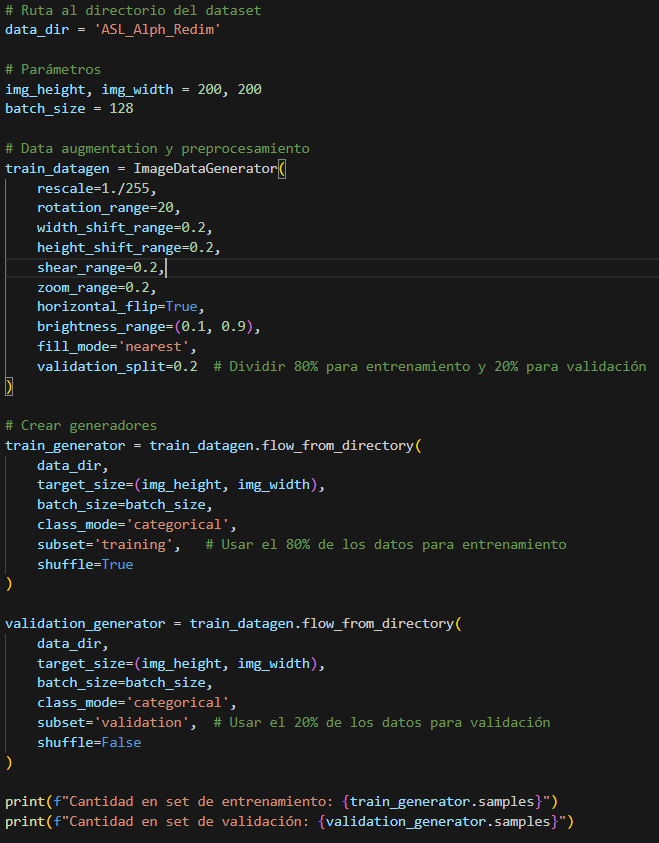 # Ruta al directorio del dataset
data_dir = 'ASL_Alph_Redim'
# Parámetros
img_height, img_width = 200, 200
batch_size = 128
# Data augmentation y preprocesamiento
train_datagen = ImageDataGenerator(
    rescale=1./255,
    rotation_range=20,
    width_shift_range=0.2,
    height_shift_range=0.2,
    shear_range=0.2,
    zoom_range=0.2,
    horizontal_flip=True,
    brightness_range=(0.1, 0.9),
    fill_mode='nearest',
    validation_split=0.2  # Dividir 80% para entrenamiento y 20% para validación
)
# Crear generadores
train_generator = train_datagen.flow_from_directory(
    data_dir,
    target_size=(img_height, img_width),
    batch_size=batch_size,
    class_mode='categorical',
    subset='training',   # Usar el 80% de los datos para entrenamiento
    shuffle=True
)
validation_generator = train_datagen.flow_from_directory(
    data_dir,
    target_size=(img_height, img_width),
    batch_size=batch_size,
    class_mode='categorical',
    subset='validation',  # Usar el 20% de los datos para validación
    shuffle=False
)
print(f"Cantidad en set de entrenamiento: {train_generator.samples}")
print(f"Cantidad en set de validación: {validation_generator.samples}")